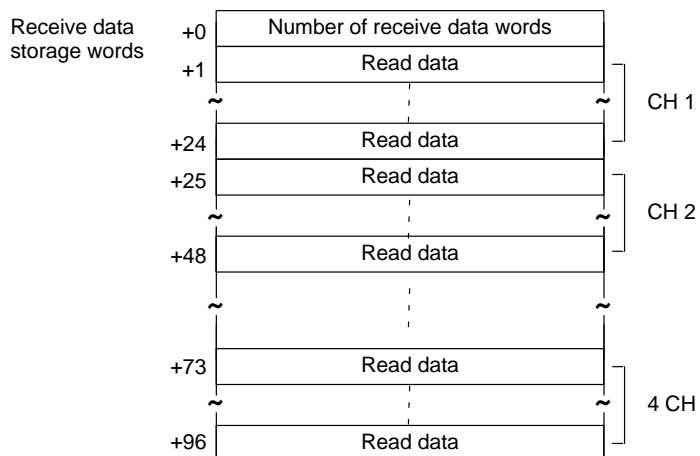 Receive data
storage words
+0
Number of receive data words
+1
Read data
CH 1
+24
Read data
+25
Read data
CH 2
+48
Read data
+73
Read data
4 CH
+96
Read data